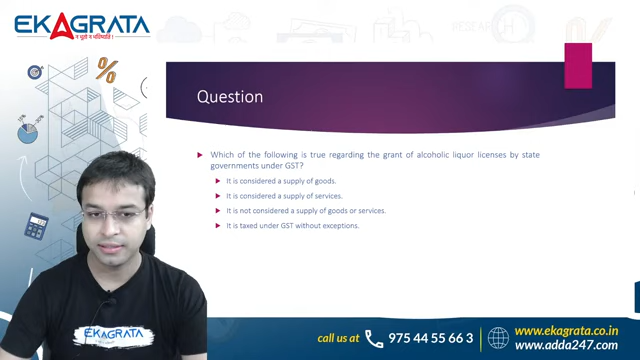 EKAGRATA
RESEARCH
%
Question
Which of the following is true regarding the grant of alcoholic liquor licenses by state
governments under GST?
It is considered a supply of goods.
It is considered a supply of services.
It is not considered a supply of goods or services.
It is taxed under GST without exceptions.
EKAGRATA
call us at 975 44 55 66 3
www.ekagrata.co.in
www.adda247.com